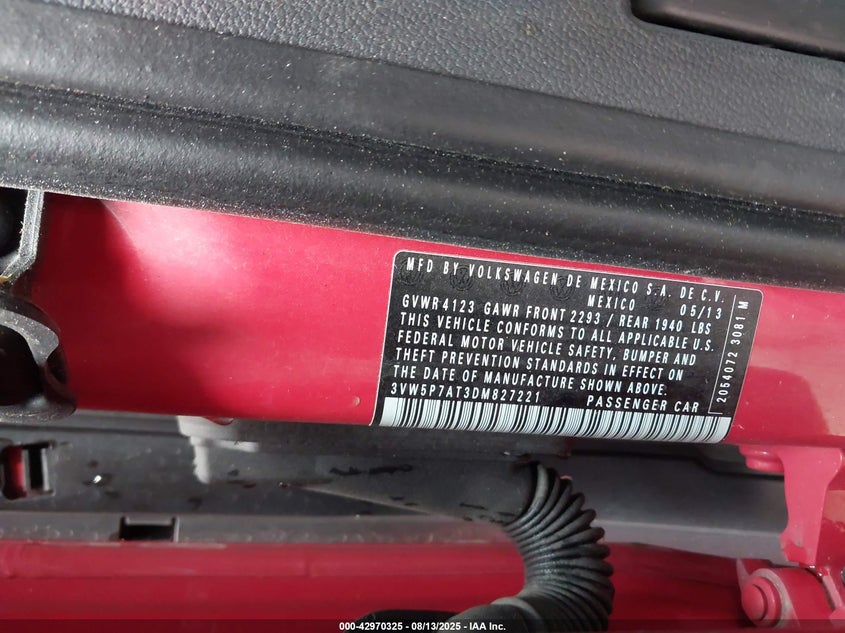 MFD BY VOLKSWAGEN DE MEXICO S.A. DE C.V.
MEXICO 05/13
GVWR 4123 GAWR FRONT 2293 / REAR 1940 LBS
THIS VEHICLE CONFORMS TO ALL APPLICABLE U.S.
FEDERAL MOTOR VEHICLE SAFETY, BUMPER AND
THEFT PREVENTION STANDARDS IN EFFECT ON
THE DATE OF MANUFACTURE SHOWN ABOVE.
3VW5P7AT3DM827221 PASSENGER CAR
2054072 3081 M
000-42970325 - 08/13/2025 - IAA Inc.